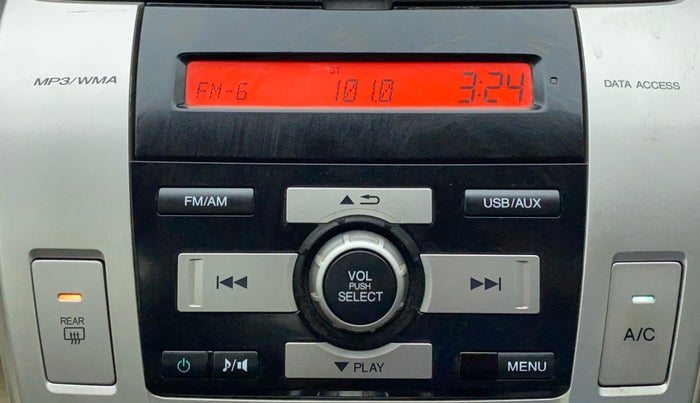 MP3/WMA
ST
FM-6 101.0 3:24
DATA ACCESS
FM/AM
USB/AUX
VOL
PUSH
SELECT
REAR
A/C
PLAY
MENU